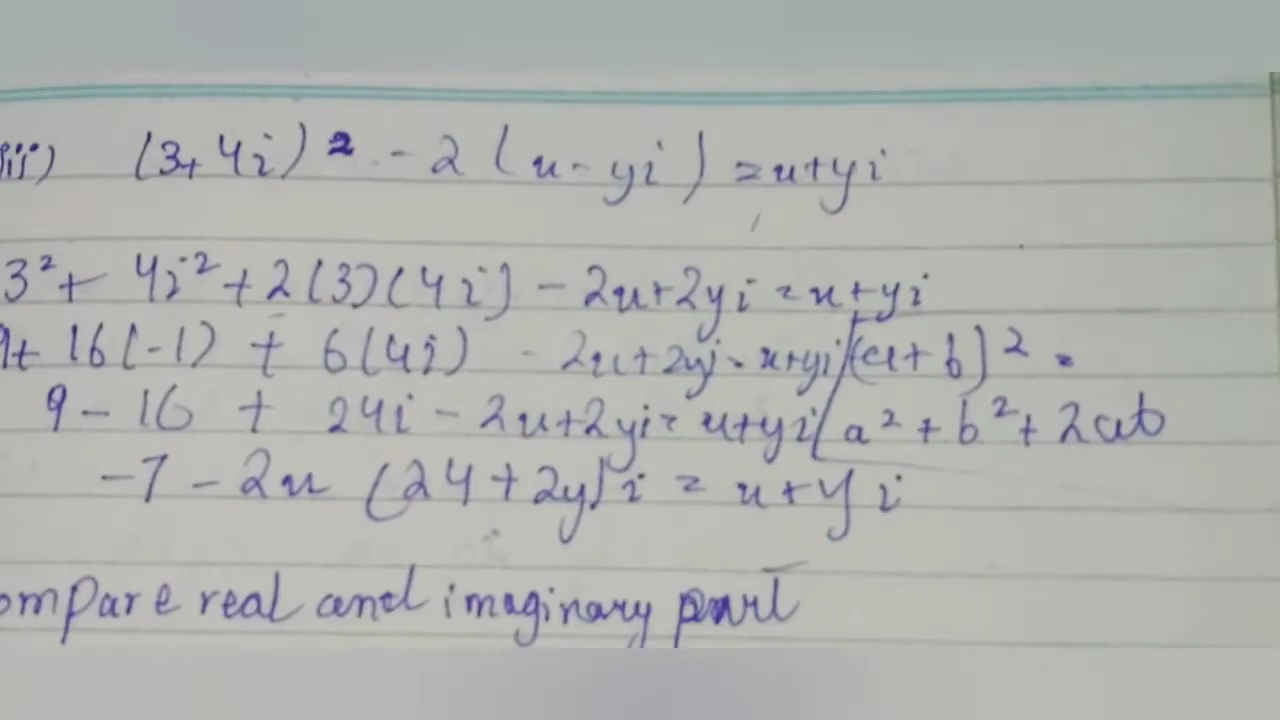 iii) (3+4i)² - 2(x-yi) = x+yi
3² + 4i² + 2(3)(4i) - 2x+2yi = x+yi
9+ 16(-1) + 6(4i) - 2x+2yi = x+yi (a+b)² =
9 - 16 + 24i - 2x+2yi = x+yi a² + b² + 2ab
-7 - 2x (24+2y)i = x+yi
ompare real and imaginary part